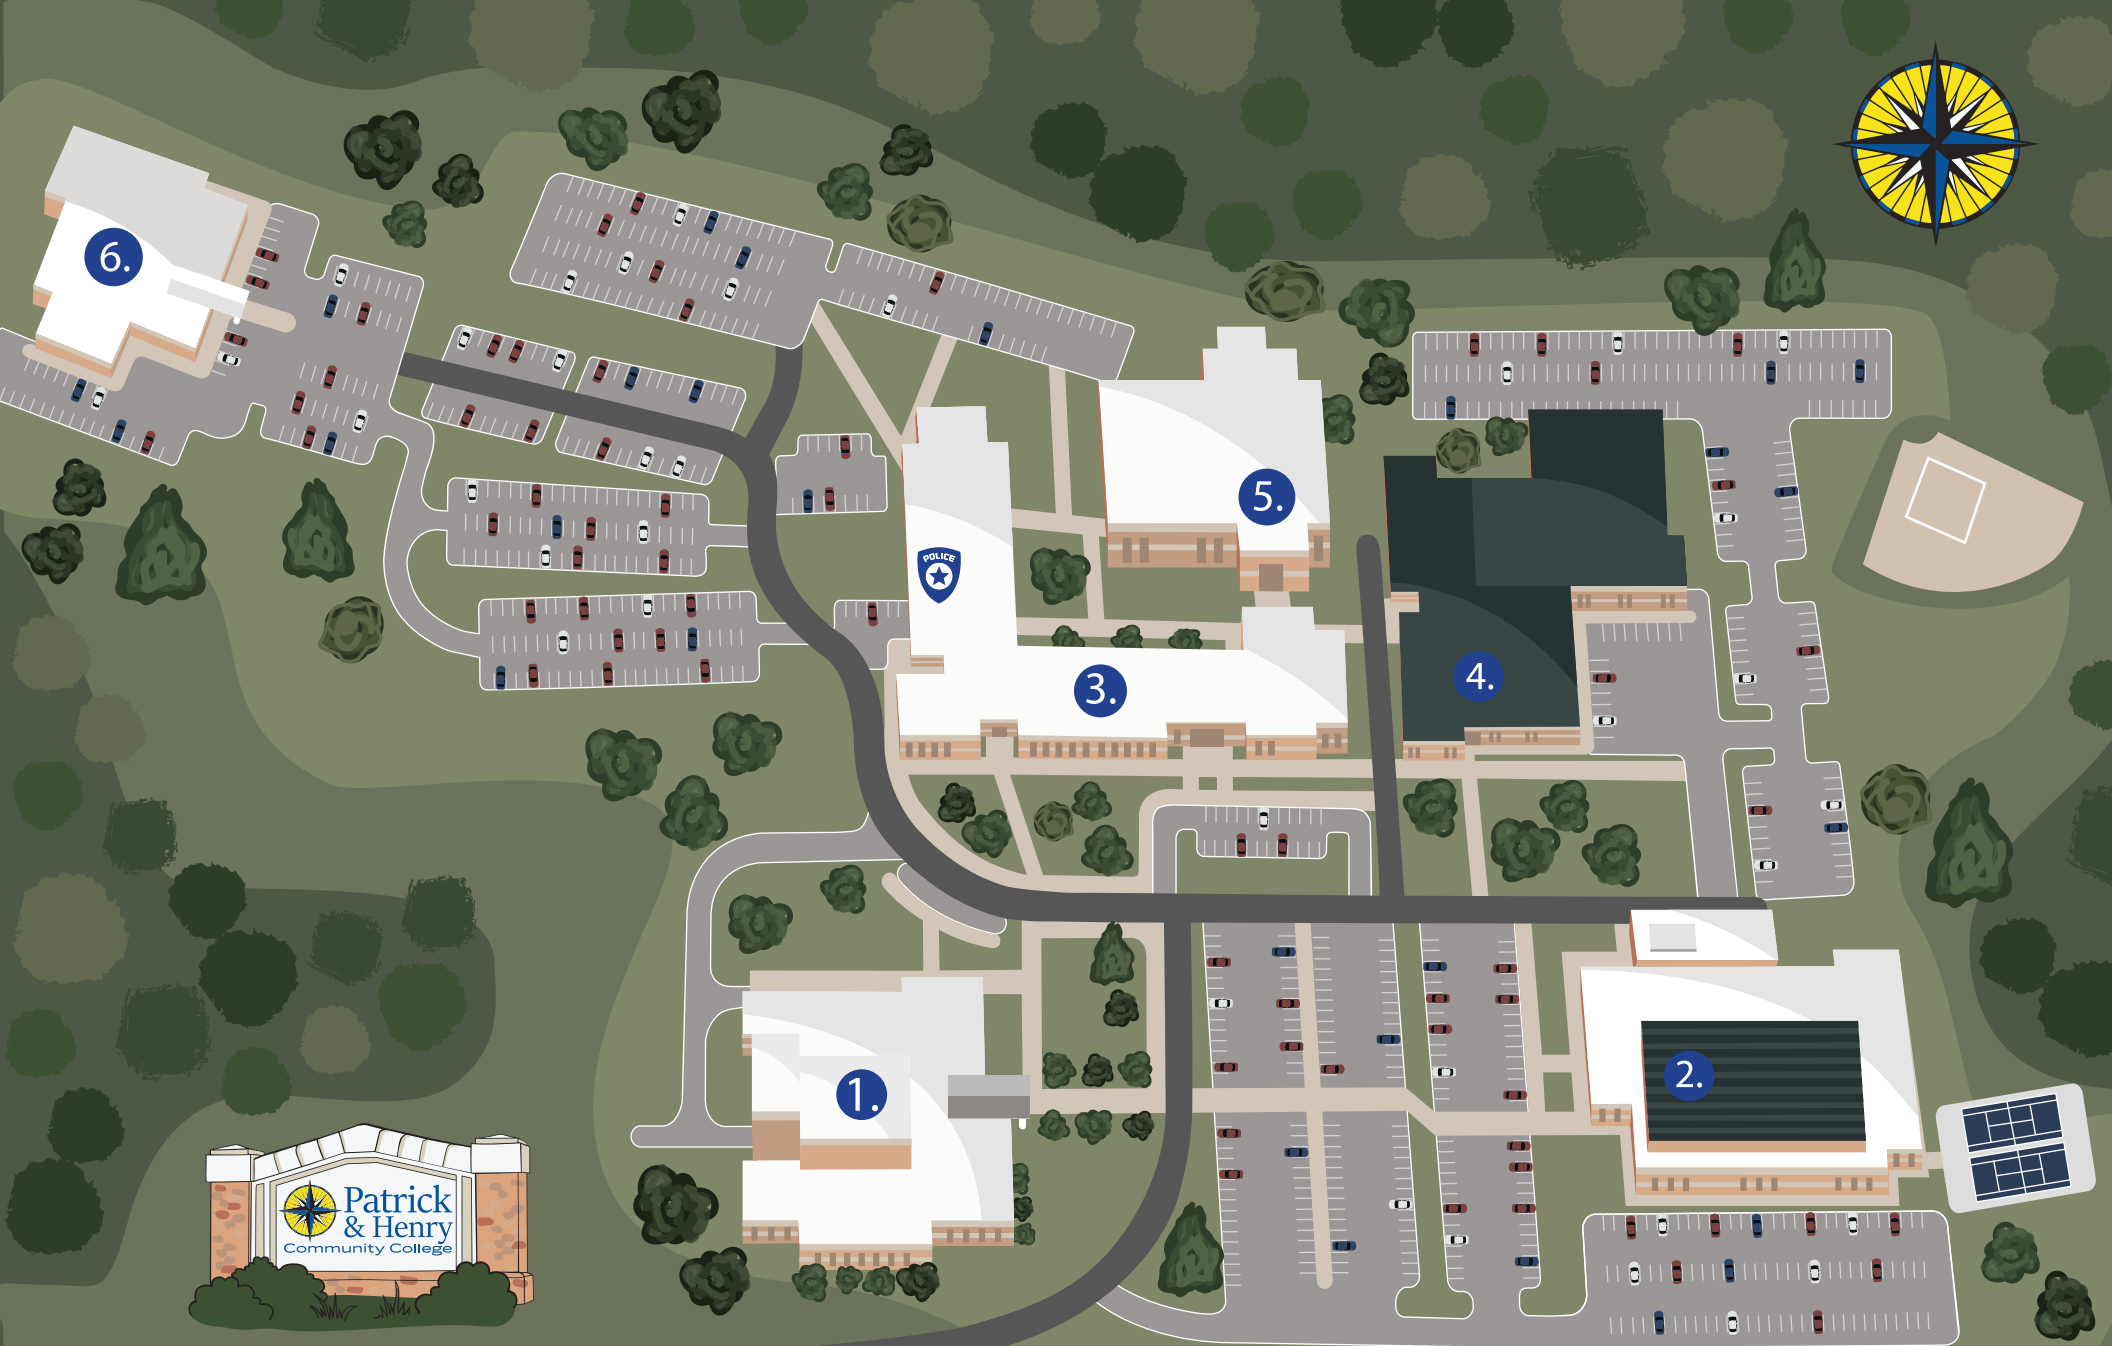 6.
5.
POLICE
4.
3.
2.
1.
Patrick
& Henry
Community College